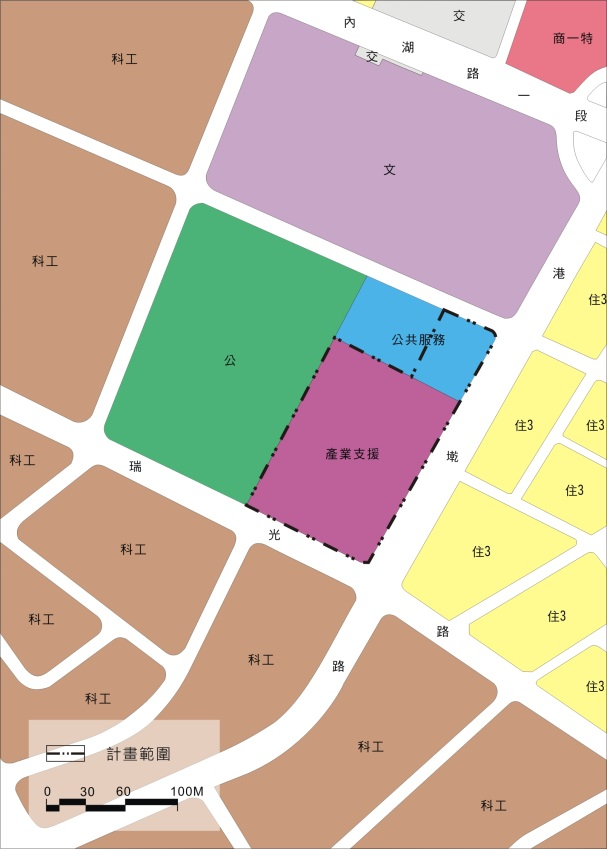 交
內
科工
交
湖
商一特
路
一
段
文
科工
港
住3
公共服務
公
住3
住3
產業支援
墘
瑞
科工
住3
光
科工
住3
科工
住3
路
科工
路
住3
科工
科工
計畫範圍
0 30 60 100M
科工